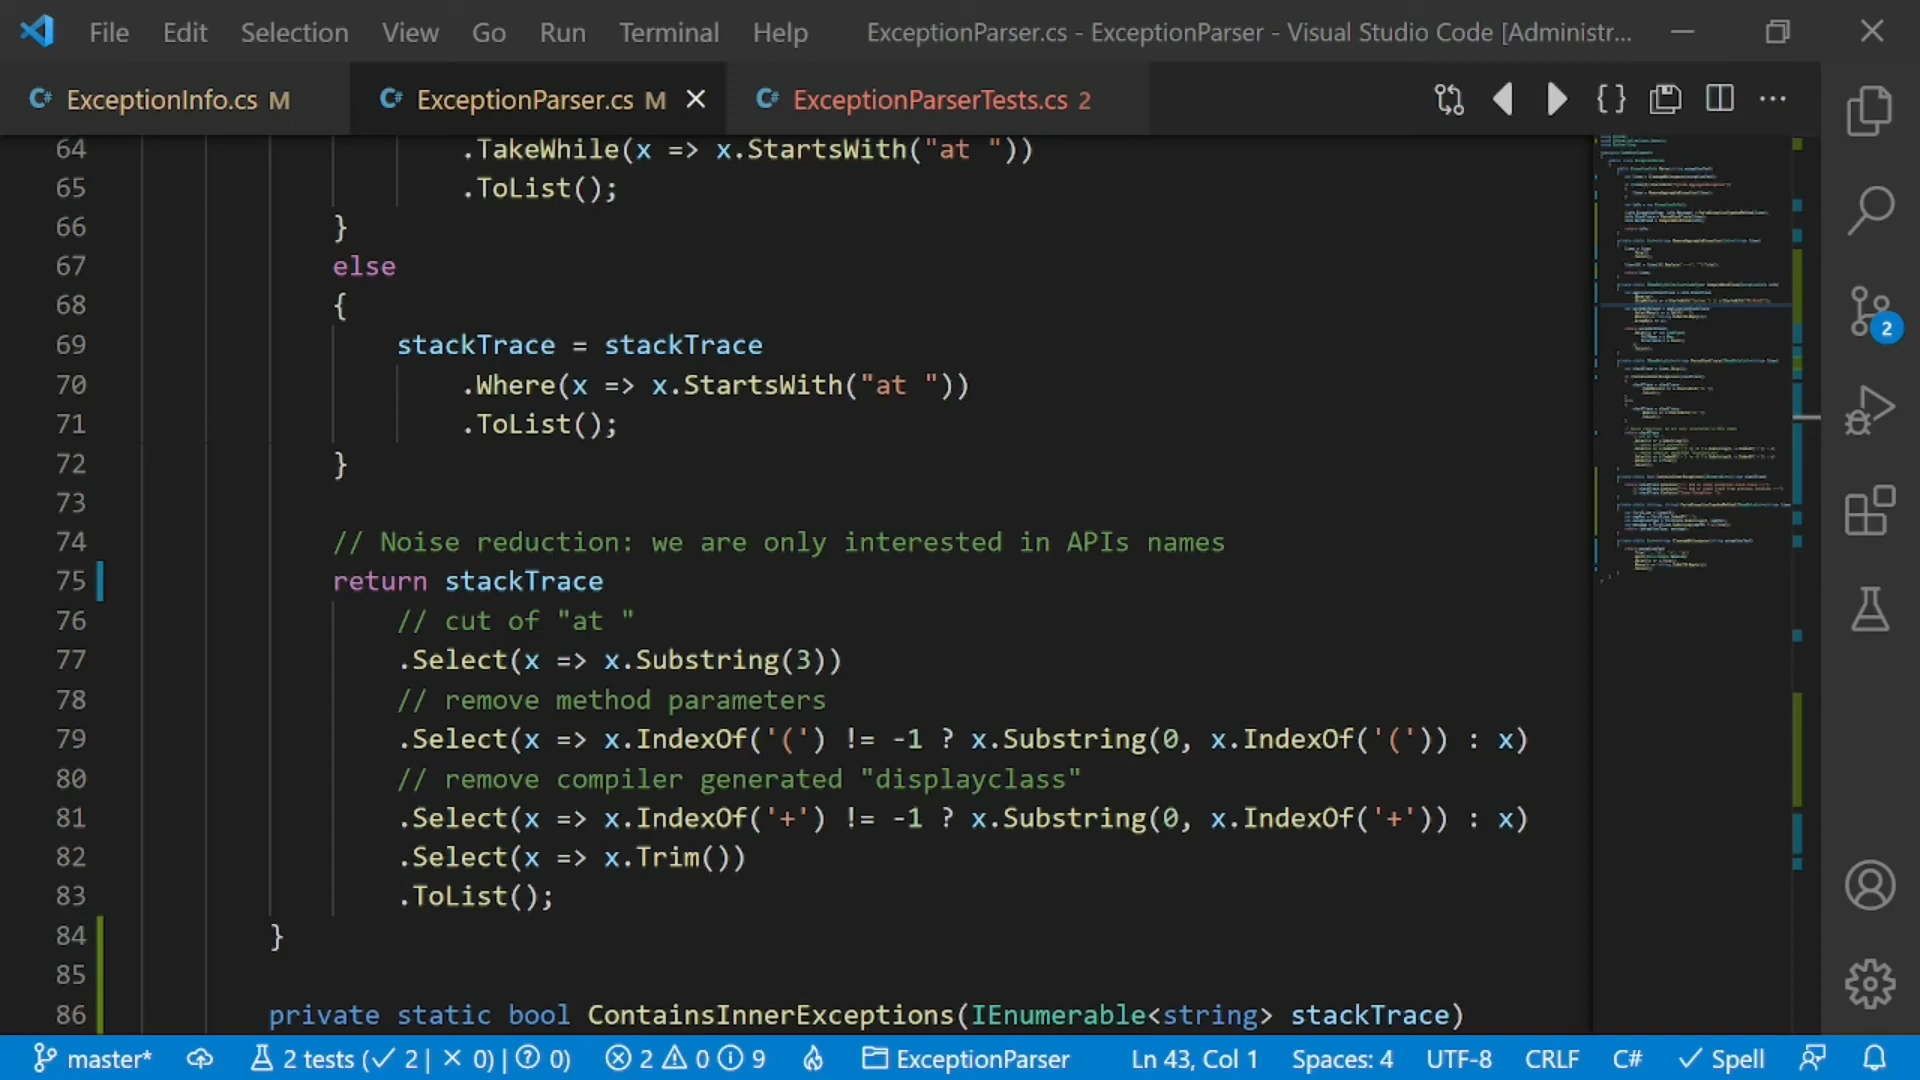 File Edit Selection View Go Run Terminal Help ExceptionParser.cs - ExceptionParser - Visual Studio Code [Administr...
C# ExceptionInfo.cs M C# ExceptionParser.cs M C# ExceptionParserTests.cs 2
64 .TakeWhile(x => x.StartsWith("at "))
65 .ToList();
66 }
67 else
68 {
69 stackTrace = stackTrace
70 .Where(x => x.StartsWith("at "))
71 .ToList();
72 }
73
74 // Noise reduction: we are only interested in APIs names
75 return stackTrace
76 // cut of "at "
77 .Select(x => x.Substring(3))
78 // remove method parameters
79 .Select(x => x.IndexOf('(') != -1 ? x.Substring(0, x.IndexOf('(')) : x)
80 // remove compiler generated "displayclass"
81 .Select(x => x.IndexOf('+') != -1 ? x.Substring(0, x.IndexOf('+')) : x)
82 .Select(x => x.Trim())
83 .ToList();
84 }
85
86 private static bool ContainsInnerExceptions(IEnumerable<string> stackTrace)
2
master* 2 tests (✓ 2 | × 0) | ? 0) 2 0 9 ExceptionParser Ln 43, Col 1 Spaces: 4 UTF-8 CRLF C# ✓ Spell